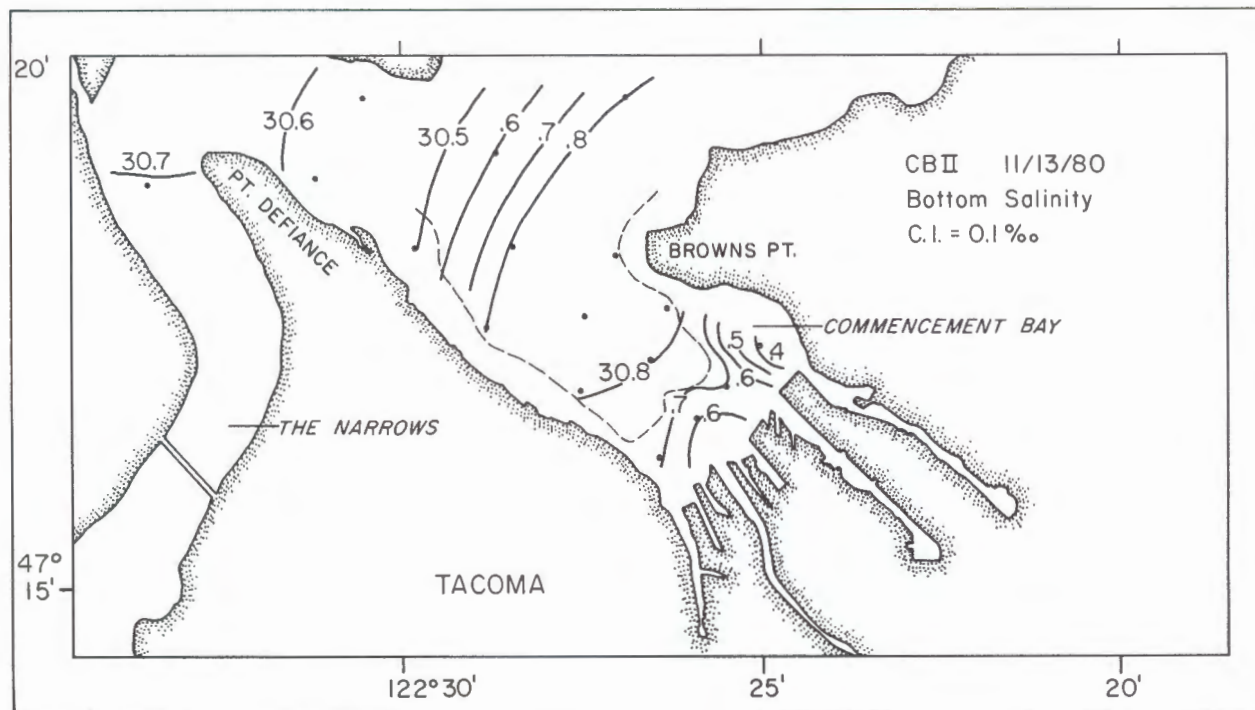 20'
30.6
30.5
.6
.7
.8
30.7
PT. DEFIANCE
CBII 11/13/80
Bottom Salinity
C.I. = 0.1 ‰
BROWNS PT.
COMMENCEMENT BAY
.5
.4
30.8
.6
.7
.6
THE NARROWS
47°
15'
TACOMA
122°30'
25'
20'